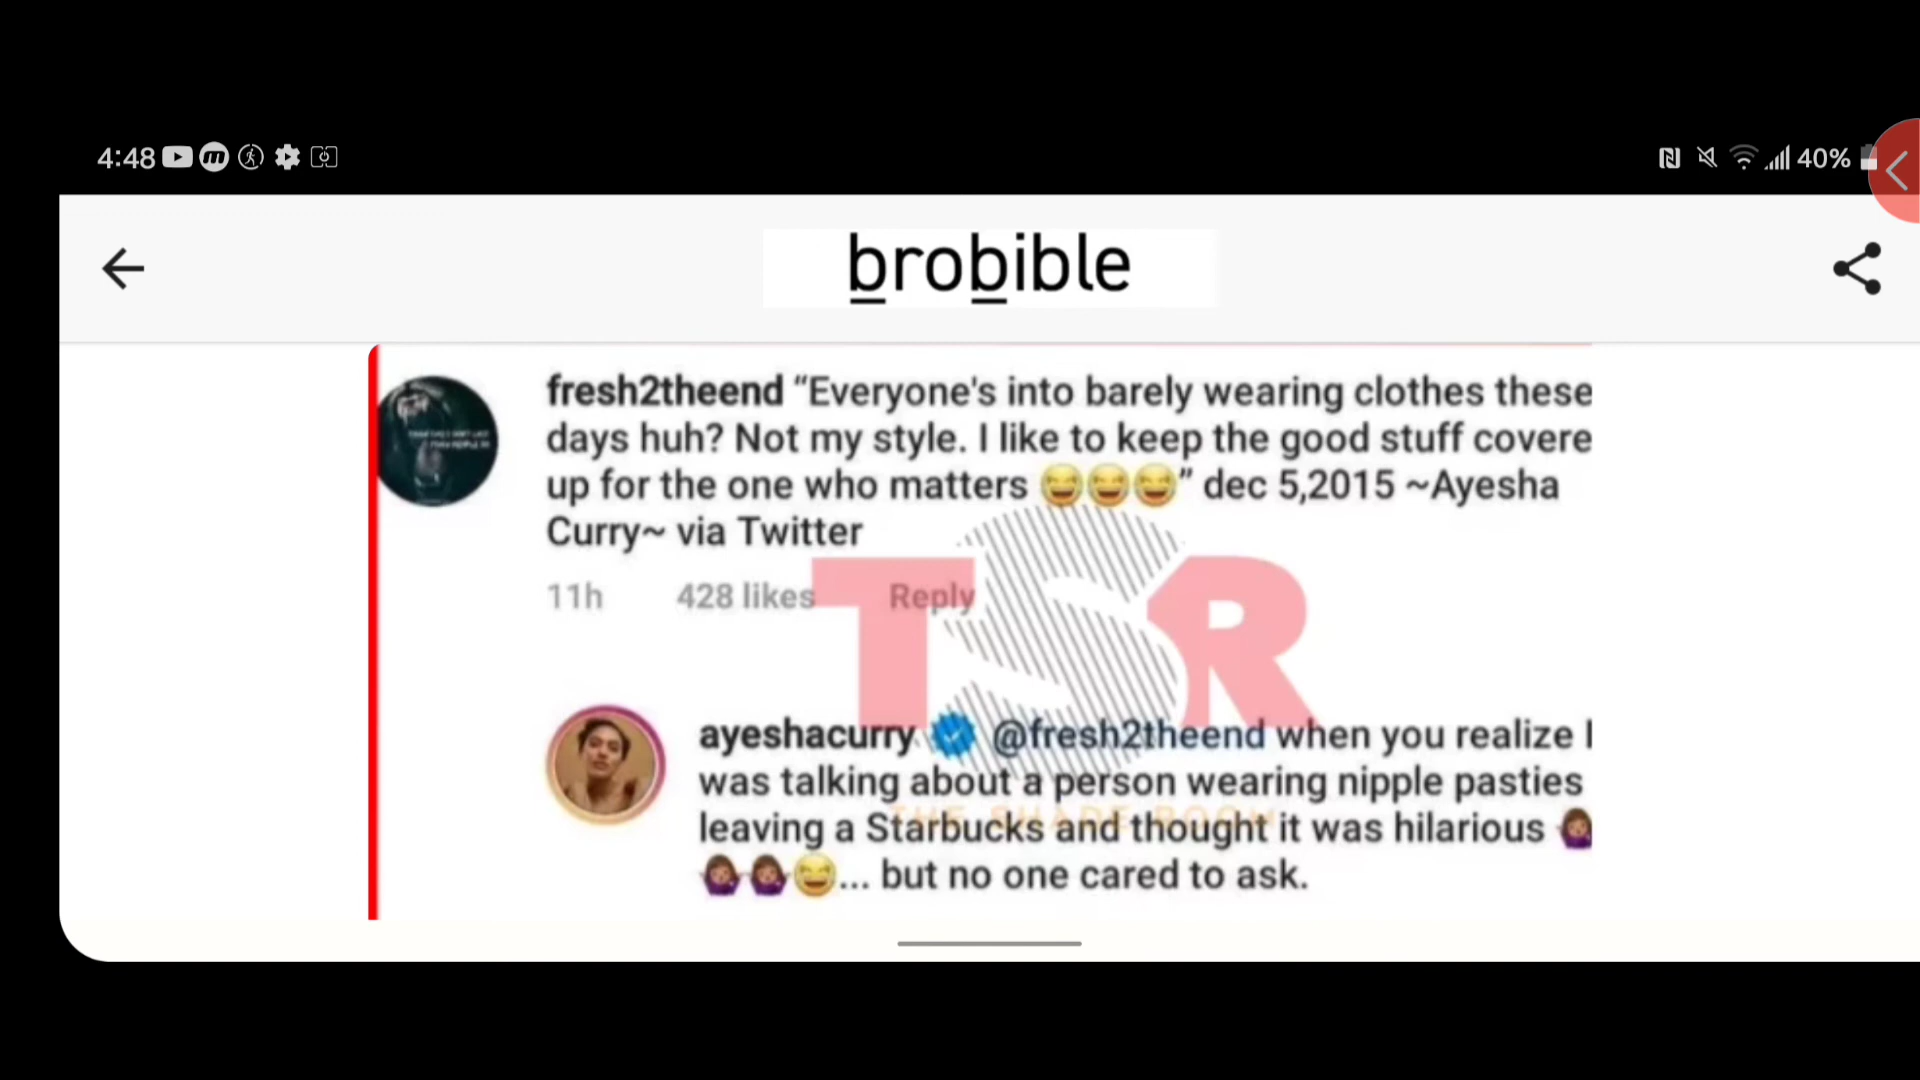 4:48
40%
brobible
fresh2theend “Everyone's into barely wearing clothes these
days huh? Not my style. I like to keep the good stuff covere
up for the one who matters 😆😆😆” dec 5,2015 ~Ayesha
Curry~ via Twitter
11h 428 likes Reply
TSR
ayeshacurry @fresh2theend when you realize I
was talking about a person wearing nipple pasties
THE SHADE ROOM
leaving a Starbucks and thought it was hilarious 🤷🏽‍♀️
🤷🏽‍♀️🤷🏽‍♀️😆... but no one cared to ask.